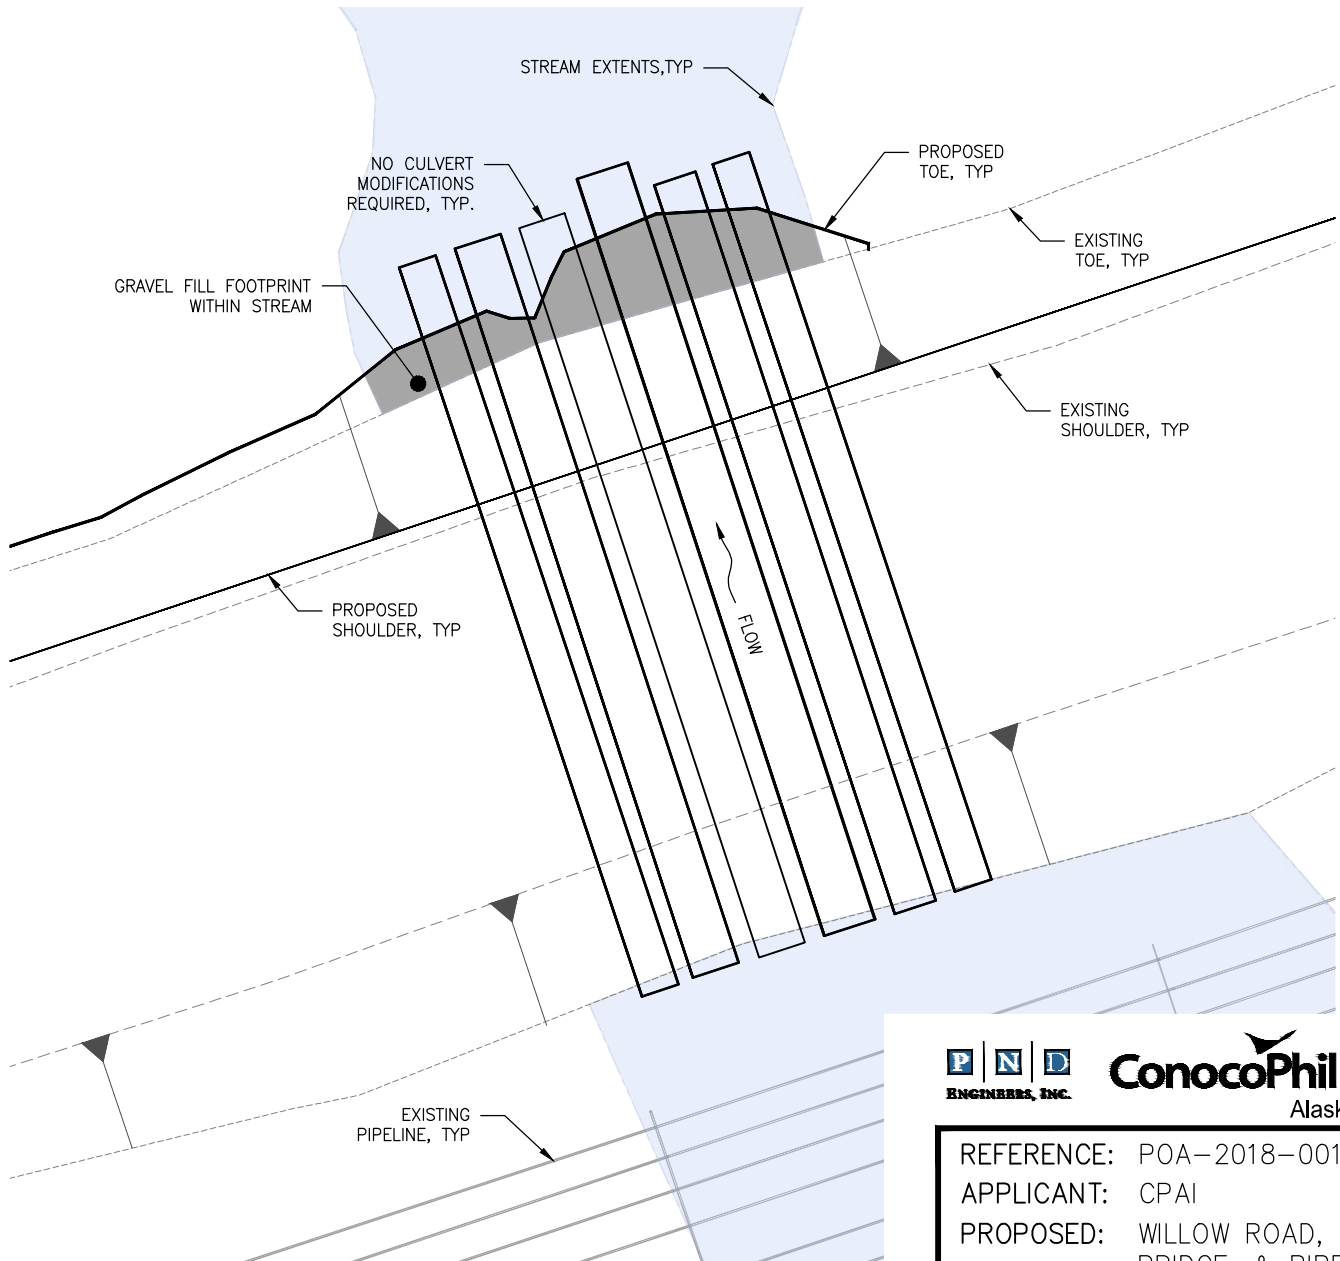 STREAM EXTENTS,TYP
NO CULVERT
MODIFICATIONS
REQUIRED, TYP.
PROPOSED
TOE, TYP
EXISTING
TOE, TYP
GRAVEL FILL FOOTPRINT
WITHIN STREAM
EXISTING
SHOULDER, TYP
PROPOSED
SHOULDER, TYP
FLOW
EXISTING
PIPELINE, TYP
P N D
ENGINEERS, INC.
ConocoPhil
Alask
REFERENCE: POA-2018-001
APPLICANT: CPAI
PROPOSED: WILLOW ROAD,
BRIDGE, & PIPE